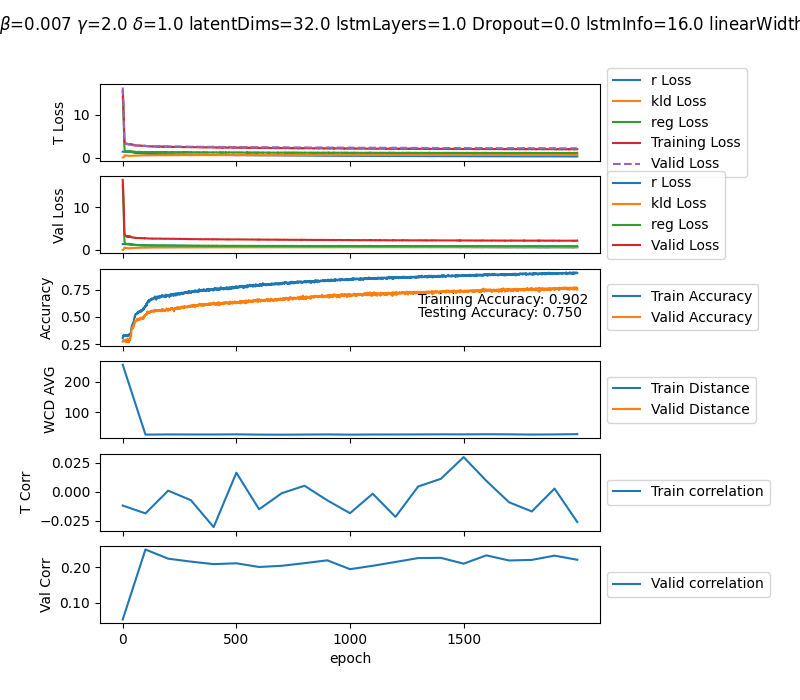 β=0.007 γ=2.0 δ=1.0 latentDims=32.0 lstmLayers=1.0 Dropout=0.0 lstmInfo=16.0 linearWidth
T Loss
10
0
r Loss
kld Loss
reg Loss
Training Loss
Valid Loss
Val Loss
10
0
r Loss
kld Loss
reg Loss
Valid Loss
Accuracy
0.75
0.50
0.25
Training Accuracy: 0.902
Testing Accuracy: 0.750
Train Accuracy
Valid Accuracy
WCD AVG
200
100
Train Distance
Valid Distance
T Corr
0.025
0.000
−0.025
Train correlation
Val Corr
0.20
0.10
Valid correlation
0
500
1000
1500
epoch